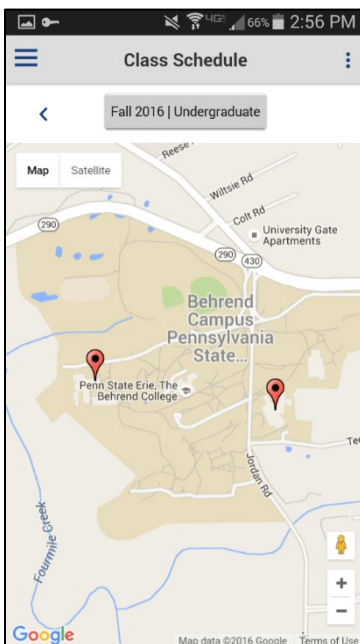 4G 66% 2:56 PM
Class Schedule
Fall 2016 | Undergraduate
Map Satellite
Reese
Wiltsie Rd
Colt Rd
290
University Gate
Apartments
290 430
Behrend
Campus
Pennsylvania
State...
Penn State Erie, The
Behrend College
Jordan Rd
Te
Fourmile Creek
+
−
Google
Map data ©2016 Google Terms of Use